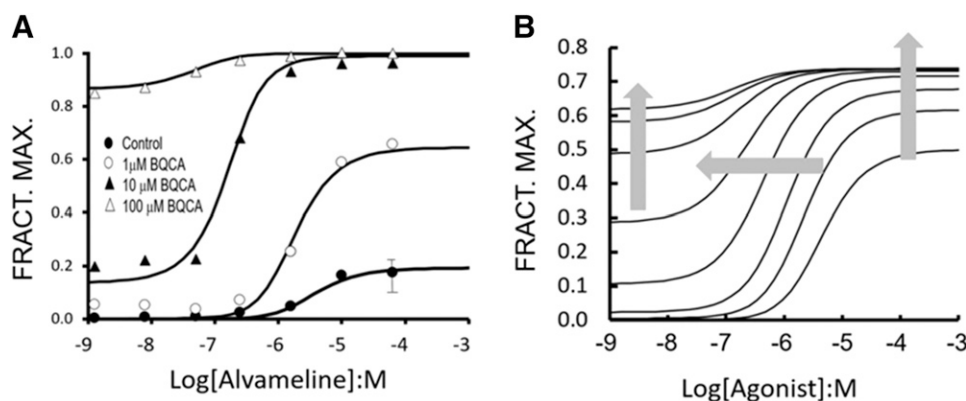 A
FRACT. MAX.
1.0
0.8
0.6
0.4
0.2
0.0
Control
1μM BQCA
10 μM BQCA
100 μM BQCA
-9 -8 -7 -6 -5 -4 -3
Log[Alvameline]:M
B
FRACT. MAX.
0.8
0.7
0.6
0.5
0.4
0.3
0.2
0.1
0.0
-9 -8 -7 -6 -5 -4 -3
Log[Agonist]:M